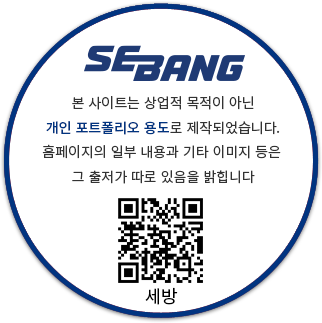 SEBANG
본 사이트는 상업적 목적이 아닌
개인 포트폴리오 용도로 제작되었습니다.
홈페이지의 일부 내용과 기타 이미지 등은
그 출저가 따로 있음을 밝힙니다
세방